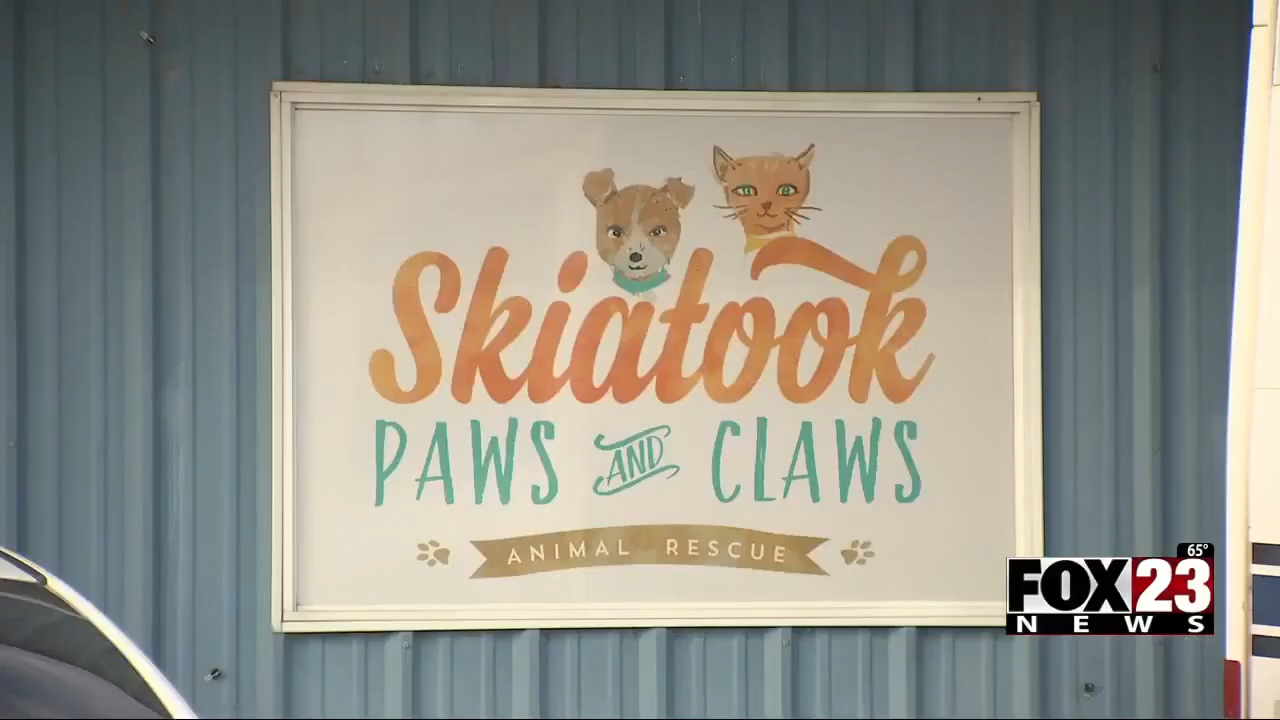 Skiatook
PAWS AND CLAWS
ANIMAL RESCUE
65°
FOX 23
NEWS